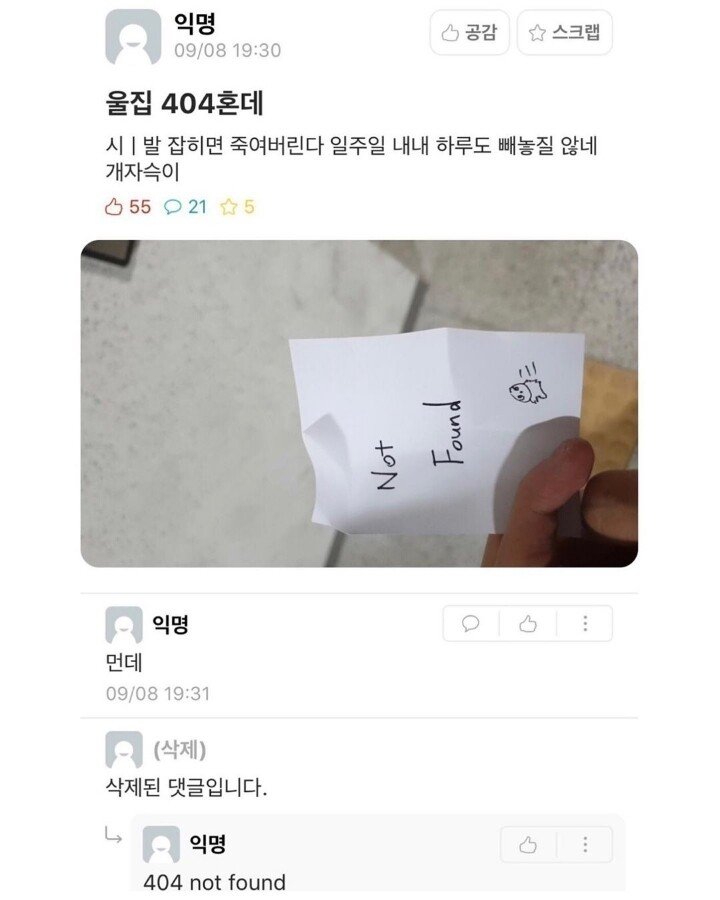 익명
09/08 19:30
공감
스크랩
울집 404혼데
시ㅣ발 잡히면 죽여버린다 일주일 내내 하루도 빼놓질 않네
개자슥이
55 21 5
Not
Found
익명
먼데
09/08 19:31
(삭제)
삭제된 댓글입니다.
익명
404 not found